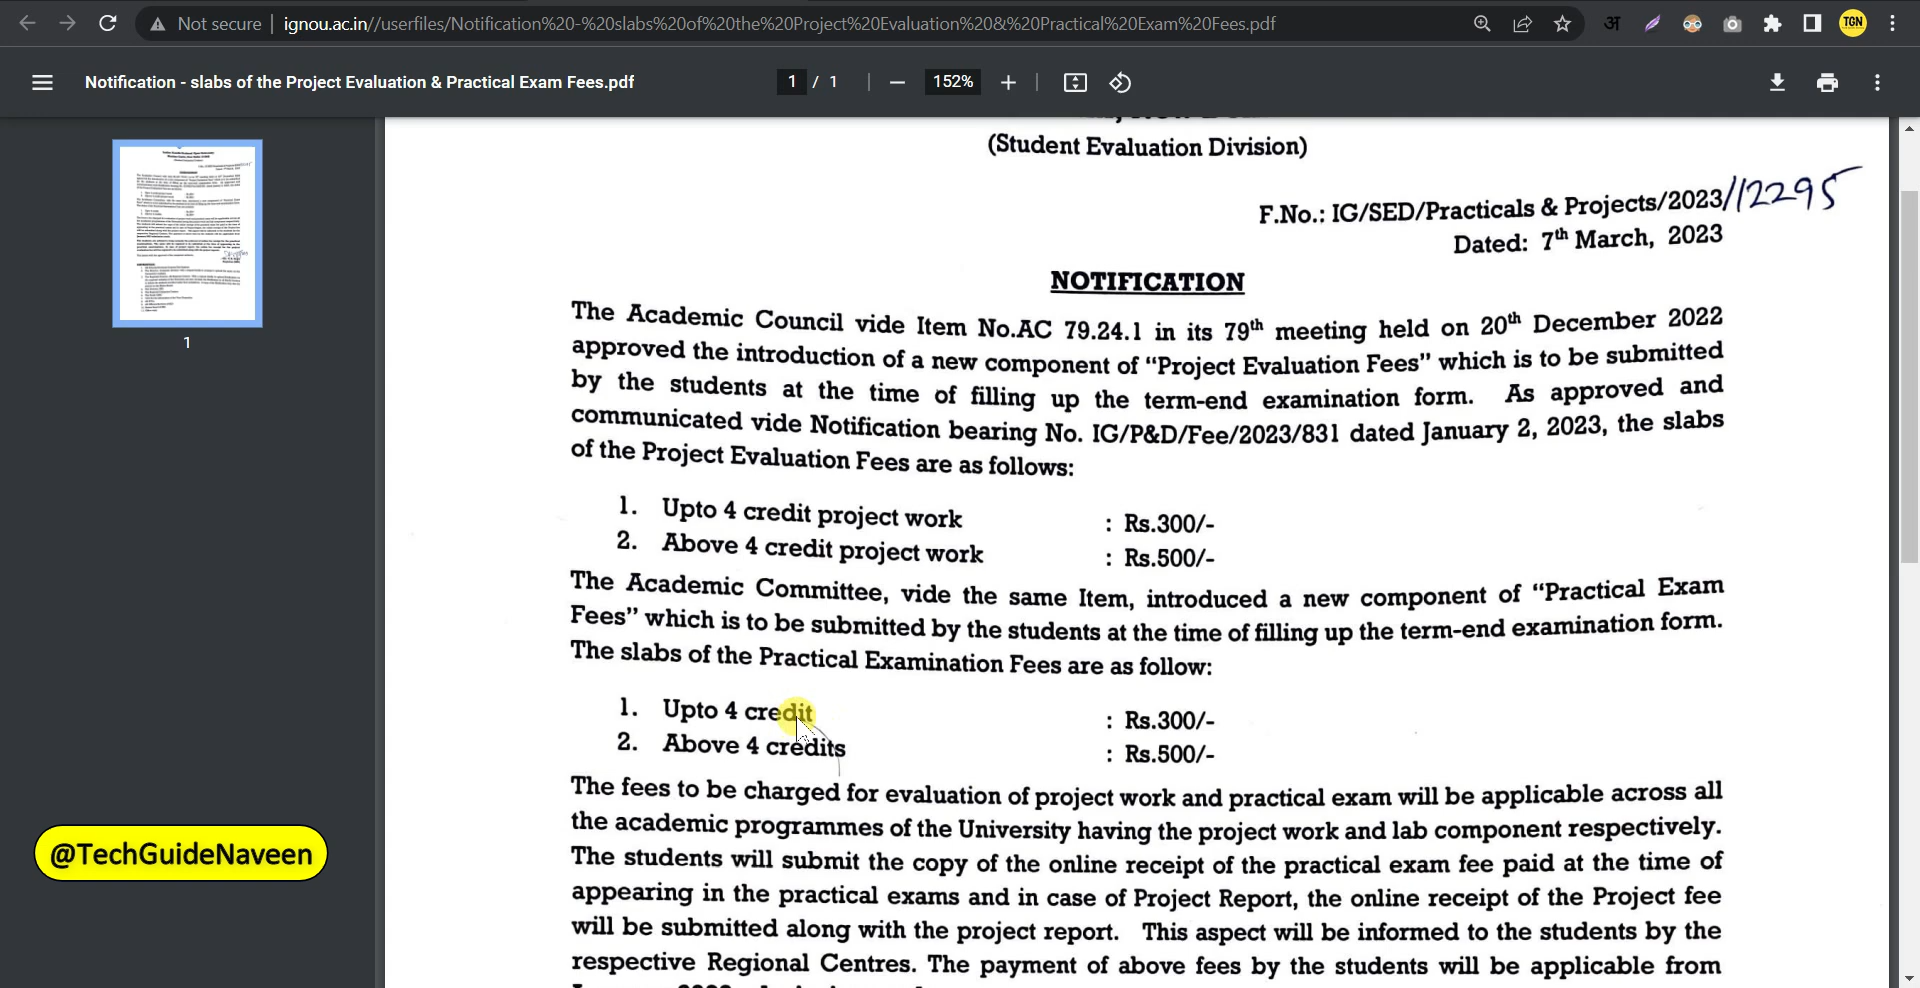 Not secure | ignou.ac.in//userfiles/Notification%20-%20slabs%20of%20the%20Project%20Evaluation%20&%20Practical%20Exam%20Fees.pdf
अ
TGN
Notification - slabs of the Project Evaluation & Practical Exam Fees.pdf
1 / 1
152%
1
@TechGuideNaveen
(Student Evaluation Division)
F.No.: IG/SED/Practicals & Projects/2023/12295
Dated: 7th March, 2023
NOTIFICATION
The Academic Council vide Item No.AC 79.24.1 in its 79th meeting held on 20th December 2022
approved the introduction of a new component of “Project Evaluation Fees” which is to be submitted
by the students at the time of filling up the term-end examination form. As approved and
communicated vide Notification bearing No. IG/P&D/Fee/2023/831 dated January 2, 2023, the slabs
of the Project Evaluation Fees are as follows:
1. Upto 4 credit project work : Rs.300/-
2. Above 4 credit project work : Rs.500/-
The Academic Committee, vide the same Item, introduced a new component of “Practical Exam
Fees” which is to be submitted by the students at the time of filling up the term-end examination form.
The slabs of the Practical Examination Fees are as follow:
1. Upto 4 credit : Rs.300/-
2. Above 4 credits : Rs.500/-
The fees to be charged for evaluation of project work and practical exam will be applicable across all
the academic programmes of the University having the project work and lab component respectively.
The students will submit the copy of the online receipt of the practical exam fee paid at the time of
appearing in the practical exams and in case of Project Report, the online receipt of the Project fee
will be submitted along with the project report. This aspect will be informed to the students by the
respective Regional Centres. The payment of above fees by the students will be applicable from